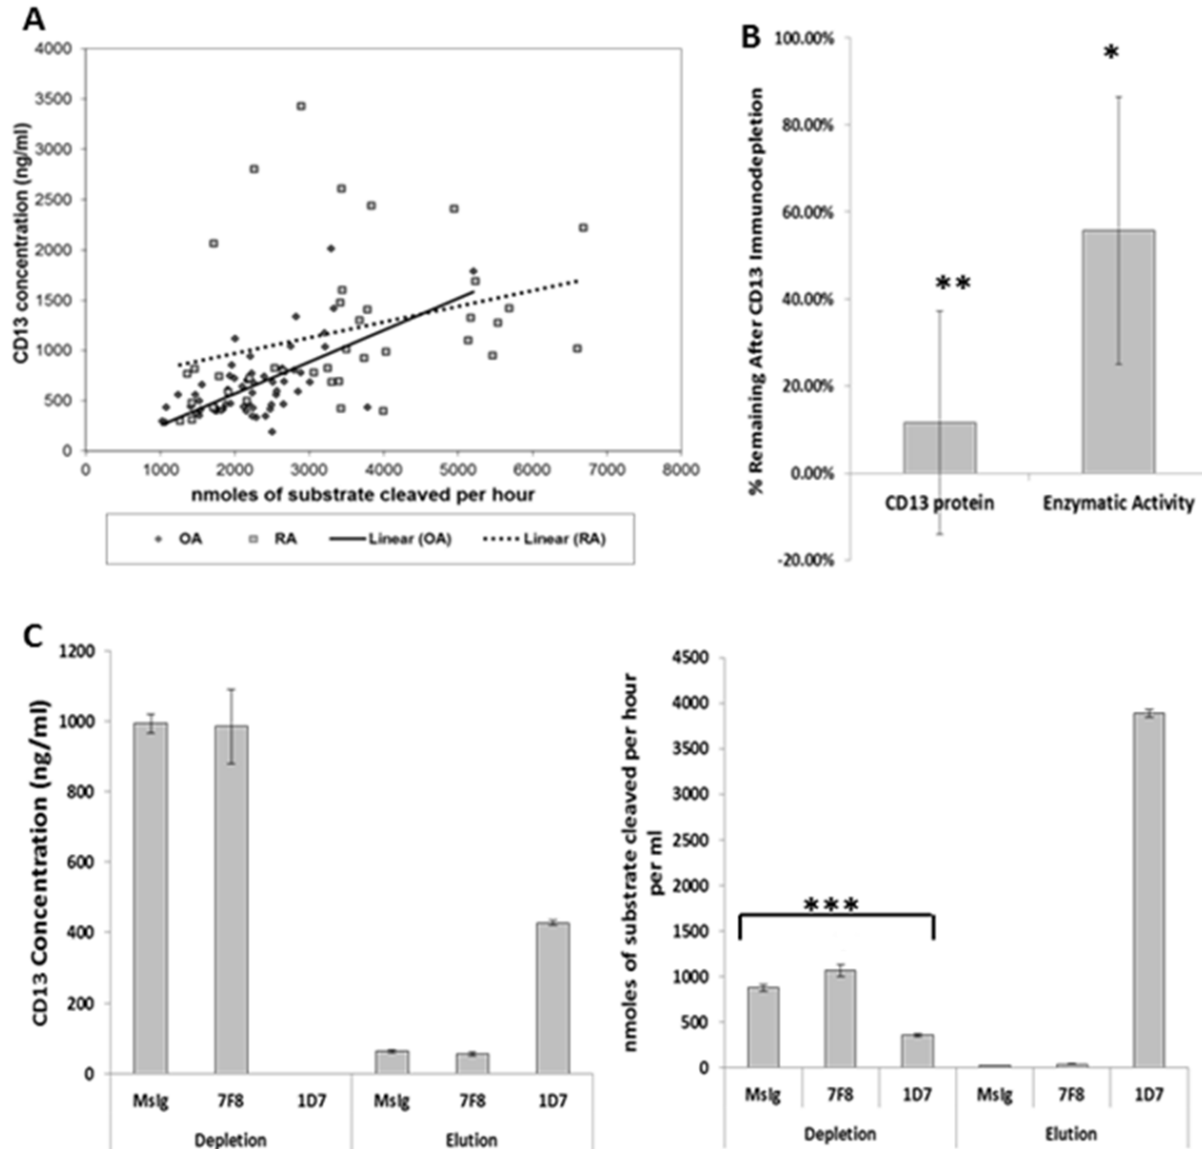 A
4000
3500
3000
2500
2000
1500
1000
500
0
CD13 concentration (ng/ml)
0 1000 2000 3000 4000 5000 6000 7000 8000
nmoles of substrate cleaved per hour
OA RA Linear (OA) Linear (RA)
B
100.00%
80.00%
60.00%
40.00%
20.00%
0.00%
-20.00%
% Remaining After CD13 Immunodepletion
*
**
CD13 protein Enzymatic Activity
C
1200
1000
800
600
400
200
0
CD13 Concentration (ng/ml)
MsIg 7F8 1D7 MsIg 7F8 1D7
Depletion Elution
4500
4000
3500
3000
2500
2000
1500
1000
500
0
nmoles of substrate cleaved per hour
per ml
***
MsIg 7F8 1D7 MsIg 7F8 1D7
Depletion Elution